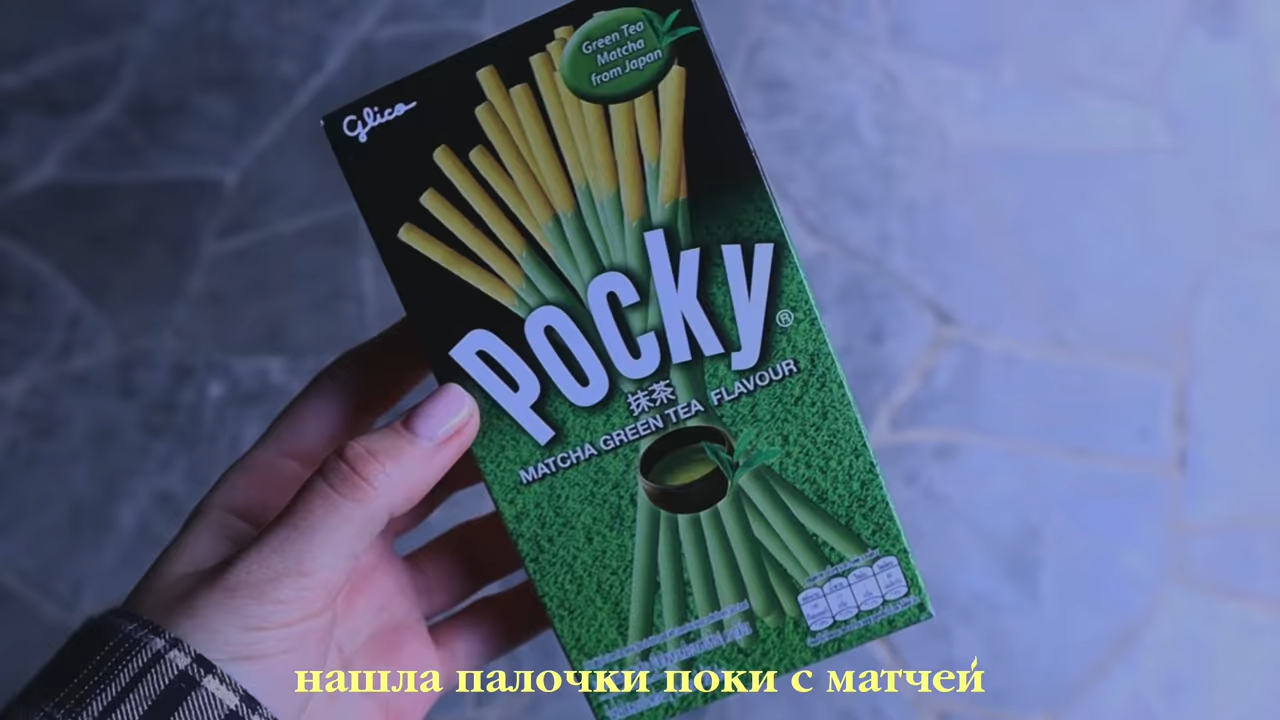 Green Tea
Matcha
from Japan
Glico
Pocky®
抹茶
MATCHA GREEN TEA FLAVOUR
нашла палочки поки с матчей